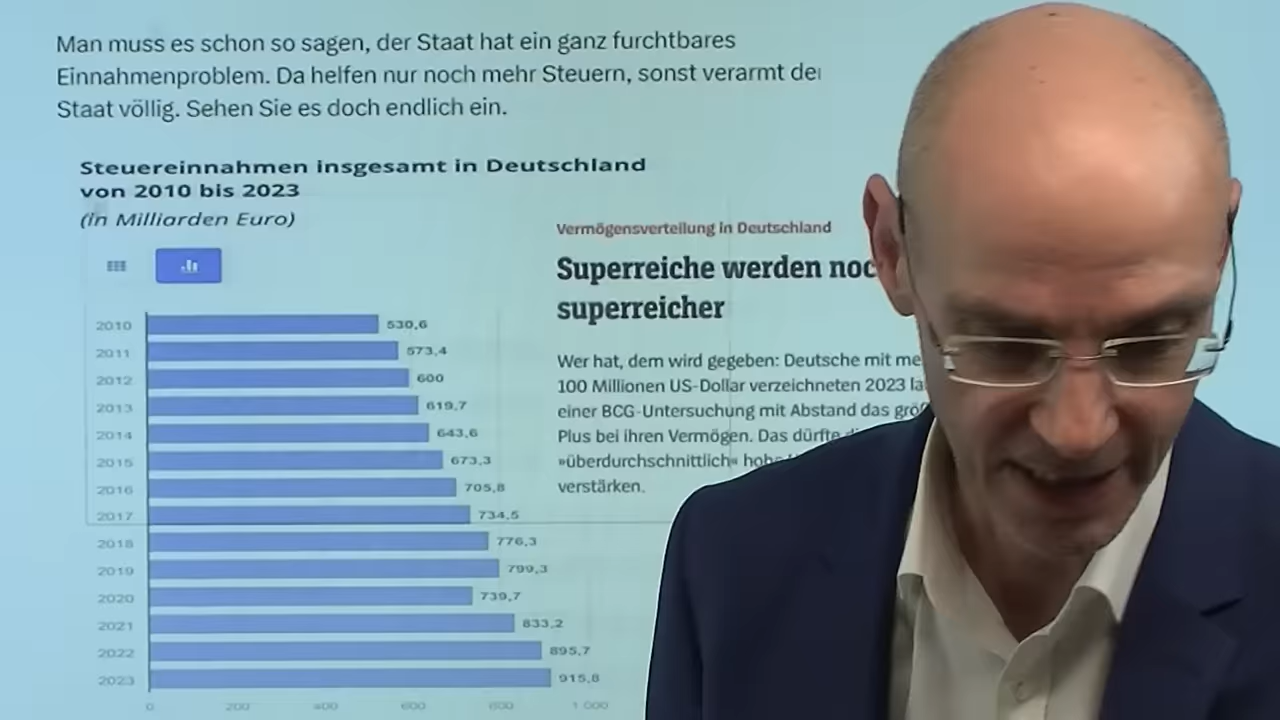 Man muss es schon so sagen, der Staat hat ein ganz furchtbares
Einnahmenproblem. Da helfen nur noch mehr Steuern, sonst verarmt
Staat völlig. Sehen Sie es doch endlich ein.
Steuereinnahmen insgesamt in Deutschland
von 2010 bis 2023
(in Milliarden Euro)
2010 530,6
2011 573,4
2012 600
2013 619,7
2014 643,6
2015 673,3
2016 705,8
2017 734,5
2018 776,3
2019 799,3
2020 739,7
2021 833,2
2022 895,7
2023 915,8
0 200 400 600 800 1 000
Vermögensverteilung in Deutschland
Superreiche werden
superreicher
Wer hat, dem wird gegeben: Deutsche mit
100 Millionen US-Dollar verzeichneten 2023
einer BCG-Untersuchung mit Abstand das
Plus bei ihren Vermögen. Das dürfte
»überdurchschnittlich«
verstärken.